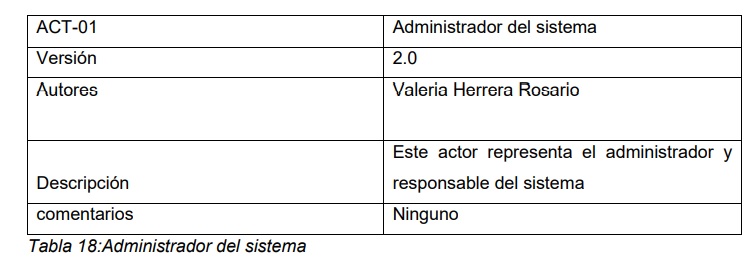 ACT-01 Administrador del sistema
Versión 2.0
Autores Valeria Herrera Rosario
Este actor representa el administrador y
Descripción responsable del sistema
comentarios Ninguno
Tabla 18:Administrador del sistema